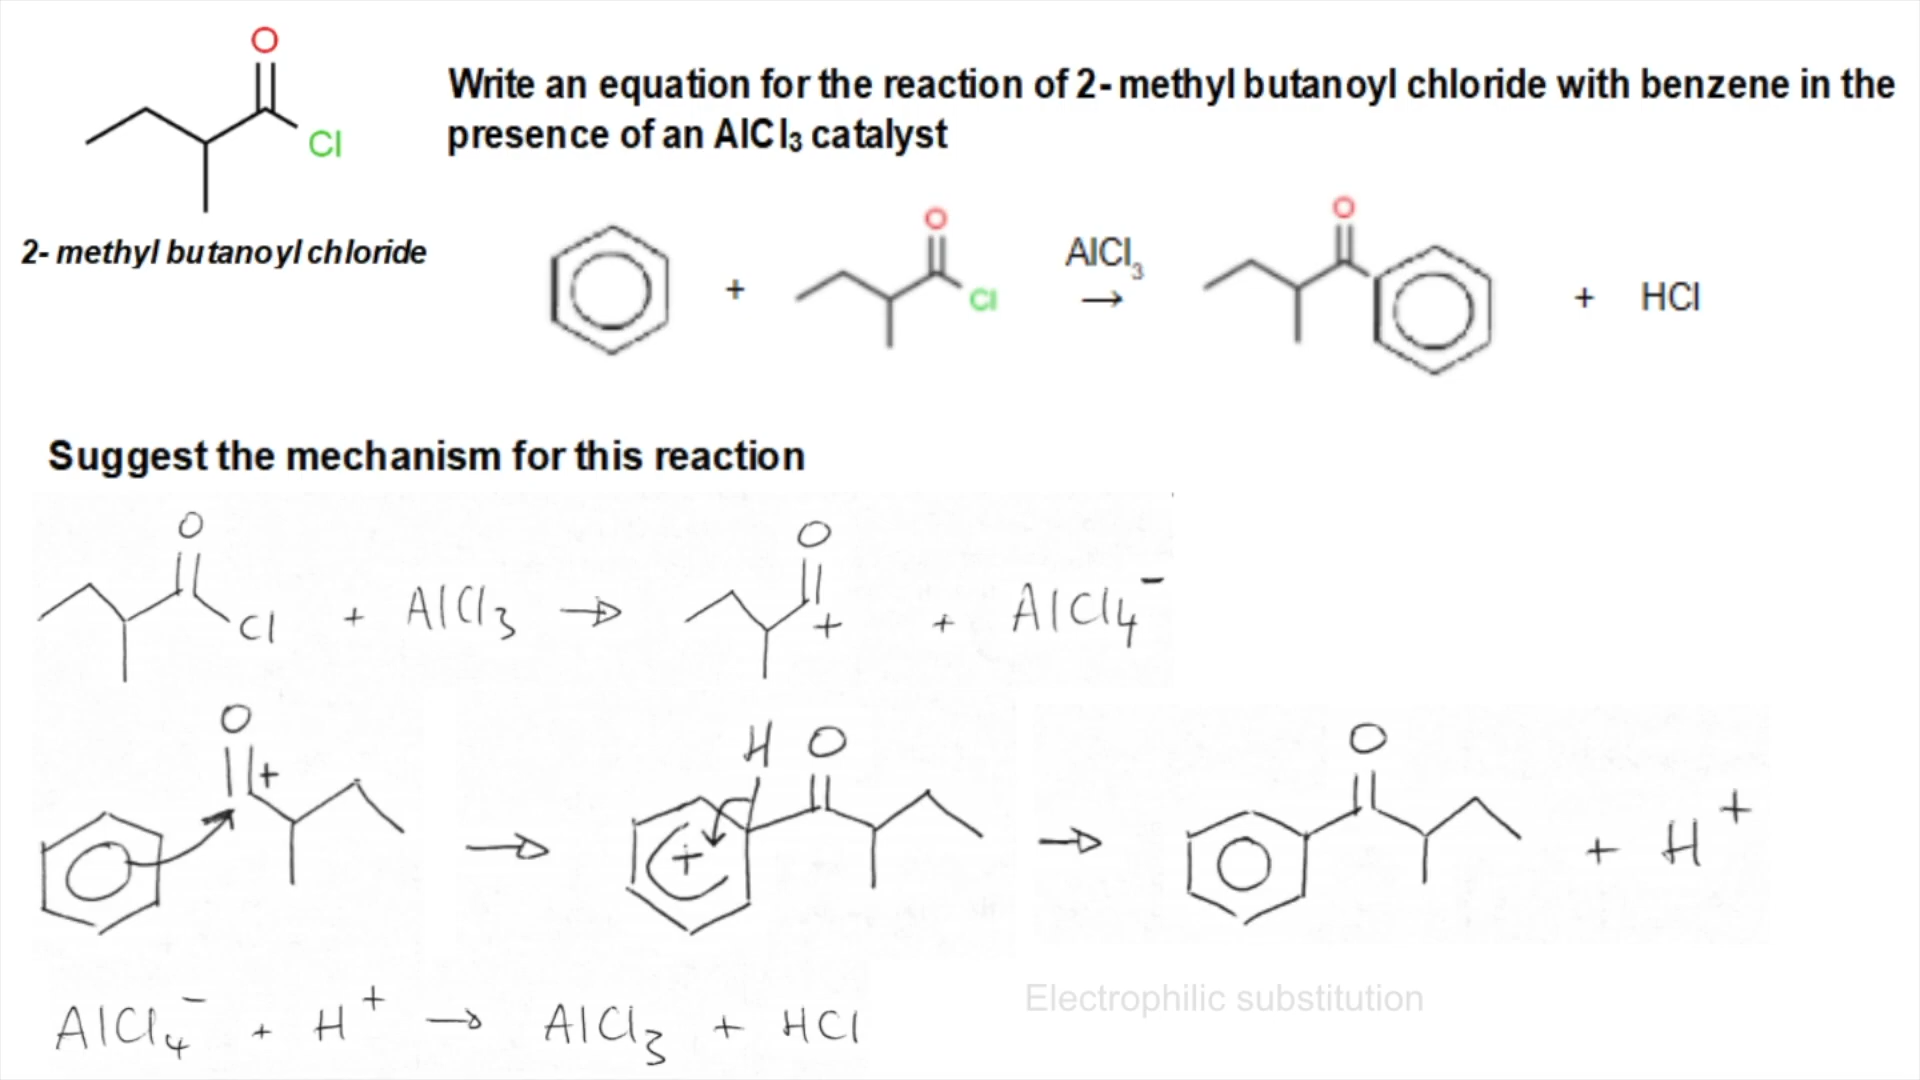 O
Cl
2- methyl butanoyl chloride
Write an equation for the reaction of 2- methyl butanoyl chloride with benzene in the
presence of an AlCl₃ catalyst
O O
+ Cl AlCl₃ → + HCl
Suggest the mechanism for this reaction
O O
Cl + AlCl₃ → + + AlCl₄⁻
O H O O
+ → + → + H⁺
AlCl₄⁻ + H⁺ → AlCl₃ + HCl
Electrophilic substitution